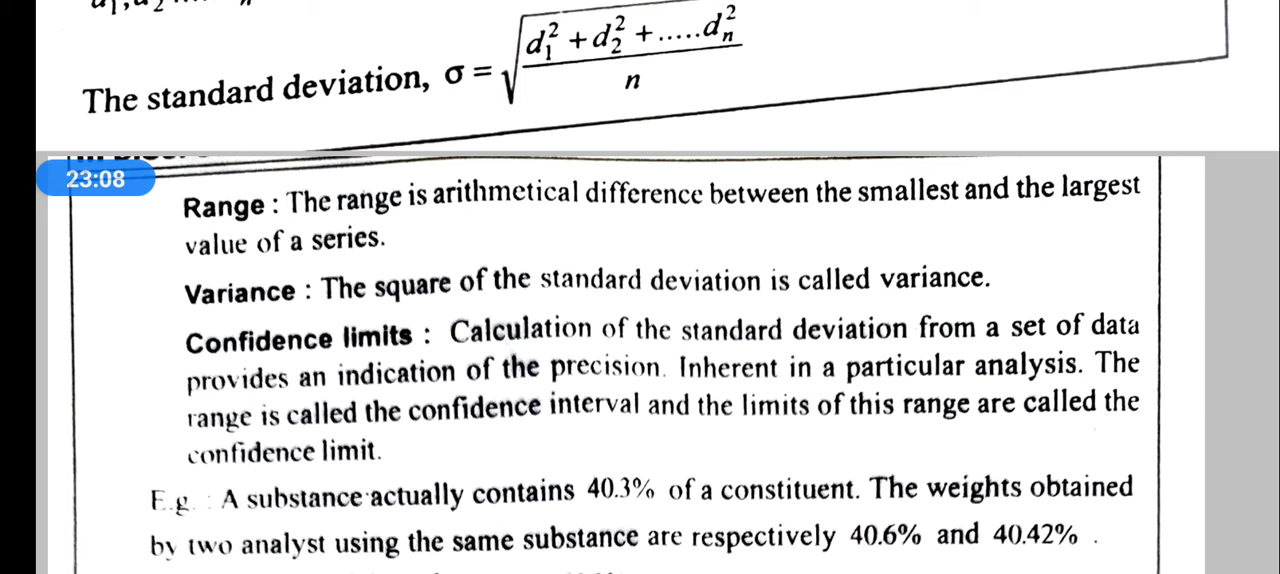 The standard deviation, σ = √((d₁² + d₂² + .....dₙ²) / n)
23:08
Range : The range is arithmetical difference between the smallest and the largest
value of a series.
Variance : The square of the standard deviation is called variance.
Confidence limits : Calculation of the standard deviation from a set of data
provides an indication of the precision. Inherent in a particular analysis. The
range is called the confidence interval and the limits of this range are called the
confidence limit.
E.g. : A substance actually contains 40.3% of a constituent. The weights obtained
by two analyst using the same substance are respectively 40.6% and 40.42% .